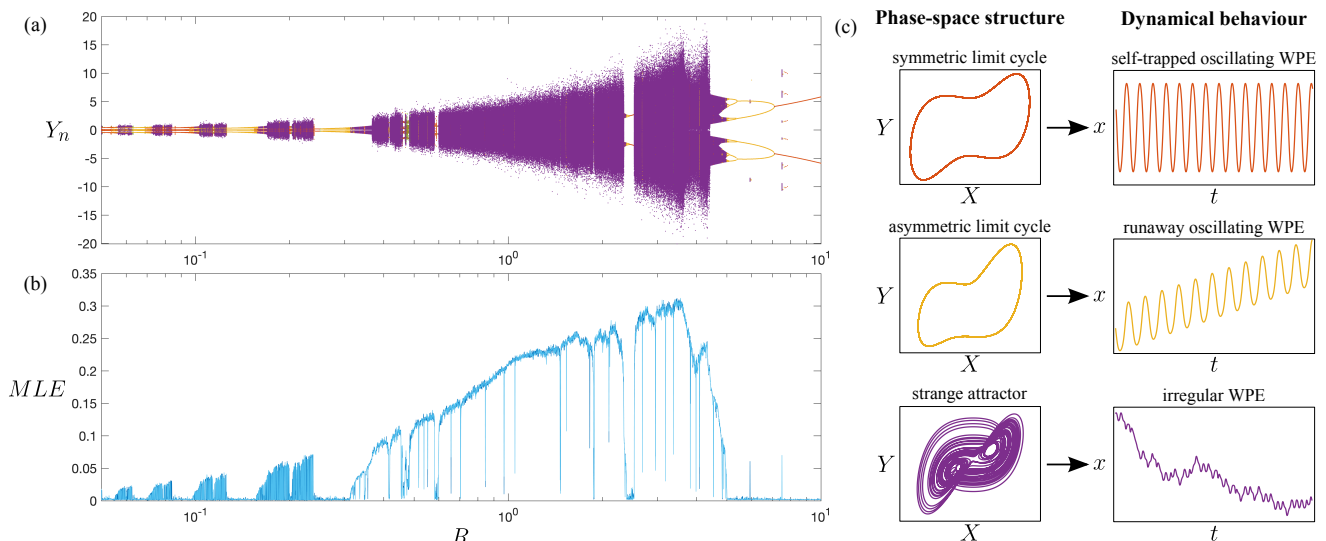 (a)
20
15
10
5
0
-5
-10
-15
-20
Y_n
10^-1
10^0
10^1
(b)
0.35
0.3
0.25
0.2
0.15
0.1
0.05
0
MLE
10^-1
10^0
10^1
R
(c)
Phase-space structure
Dynamical behaviour
symmetric limit cycle
self-trapped oscillating WPE
Y
x
X
t
asymmetric limit cycle
runaway oscillating WPE
Y
x
X
t
strange attractor
irregular WPE
Y
x
X
t